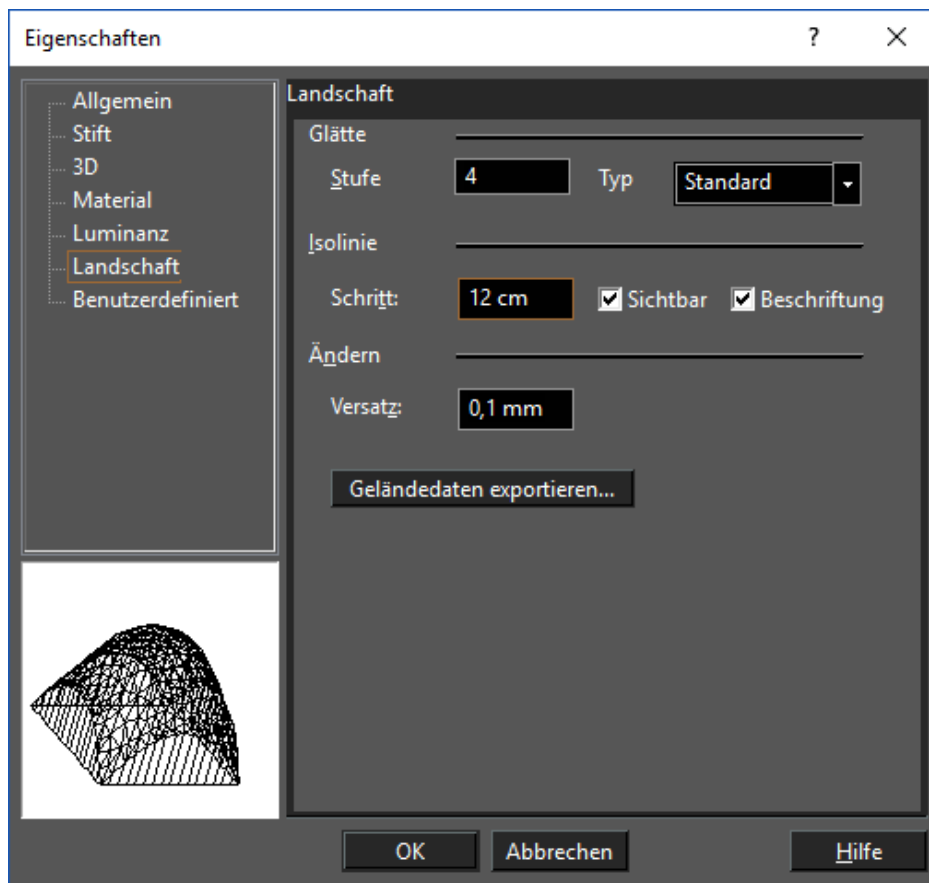 Eigenschaften
?
Allgemein
Stift
3D
Material
Luminanz
Landschaft
Benutzerdefiniert
Landschaft
Glätte
Stufe 4 Typ Standard
Isolinie
Schritt: 12 cm Sichtbar Beschriftung
Ändern
Versatz: 0,1 mm
Geländedaten exportieren...
OK Abbrechen Hilfe